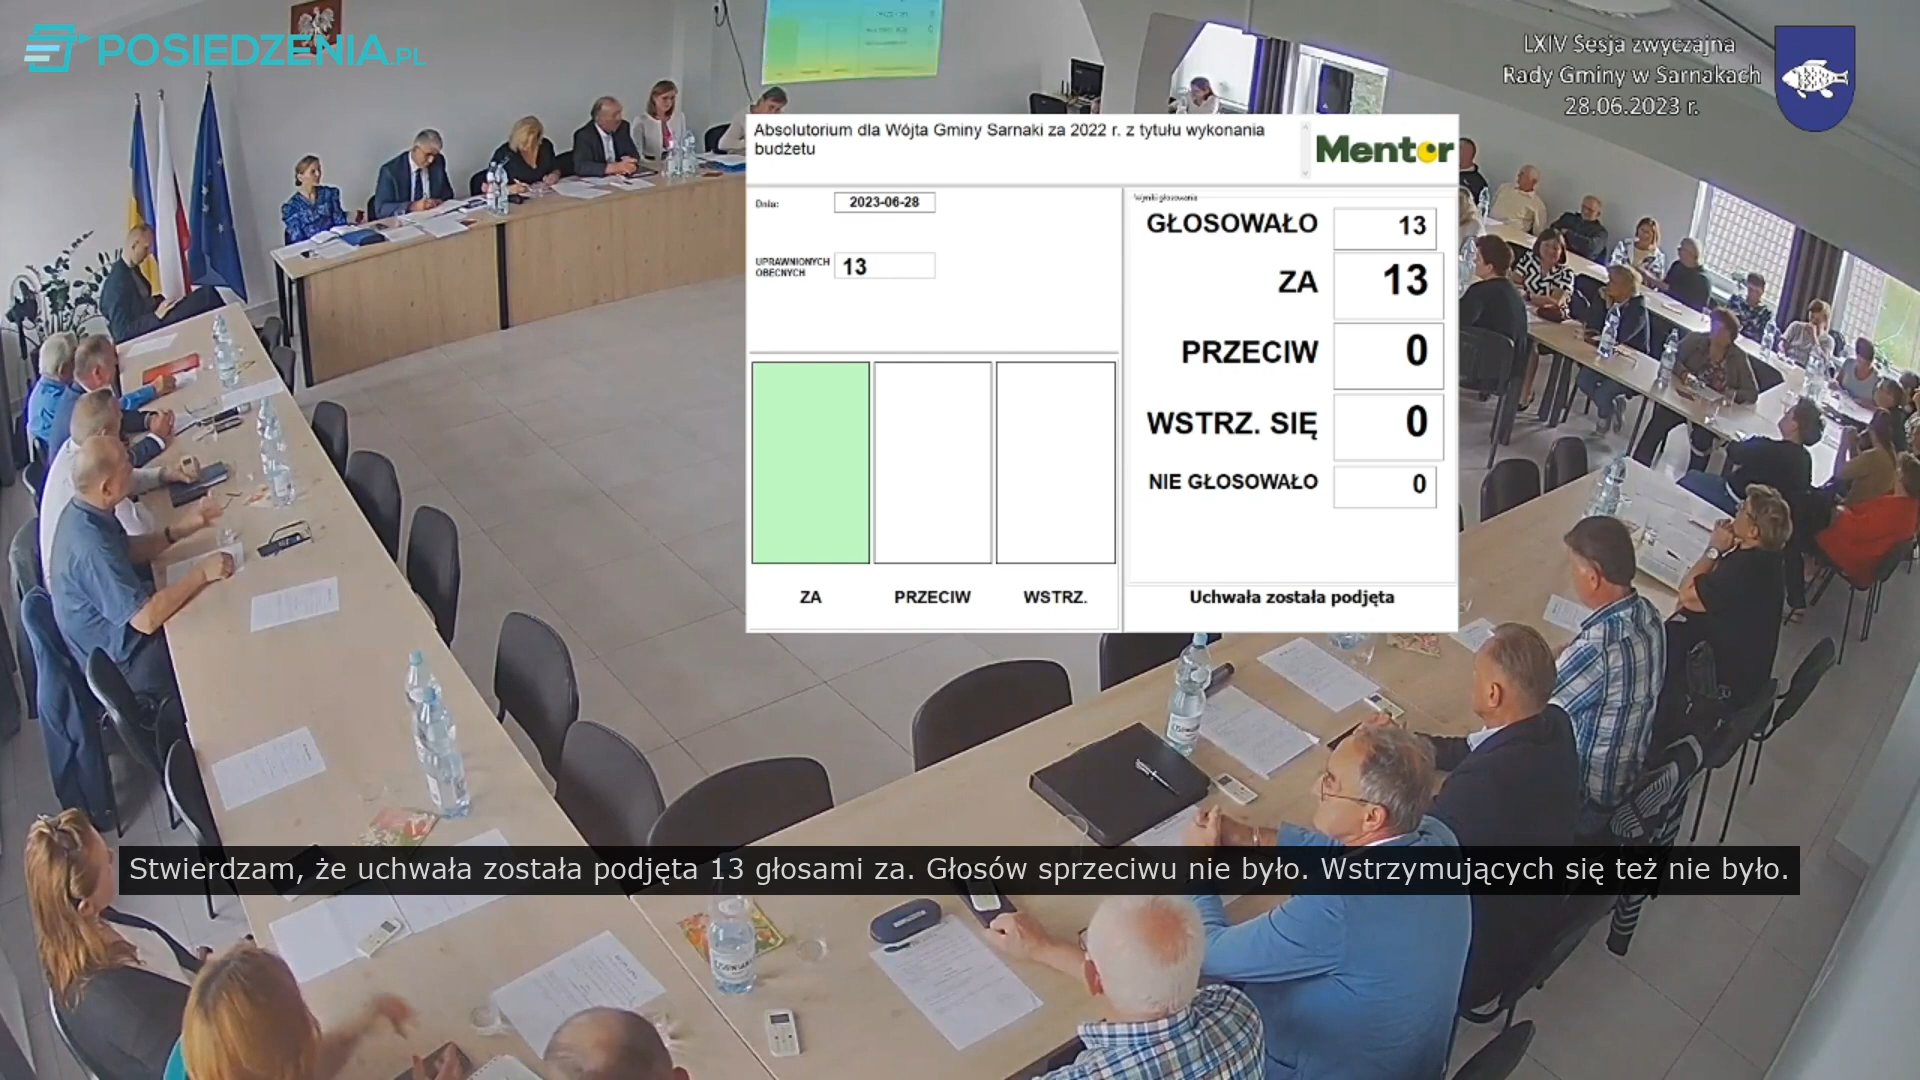 POSIEDZENIA.PL
LXIV Sesja zwyczajna
Rady Gminy w Sarnakach
28.06.2023 r.
Absolutorium dla Wójta Gminy Sarnaki za 2022 r. z tytułu wykonania
budżetu
Mentor
Dnia: 2023-06-28
UPRAWNIONYCH
OBECNYCH 13
Wyniki głosowania
GŁOSOWAŁO 13
ZA 13
PRZECIW 0
WSTRZ. SIĘ 0
NIE GŁOSOWAŁO 0
ZA PRZECIW WSTRZ.
Uchwała została podjęta
Stwierdzam, że uchwała została podjęta 13 głosami za. Głosów sprzeciwu nie było. Wstrzymujących się też nie było.